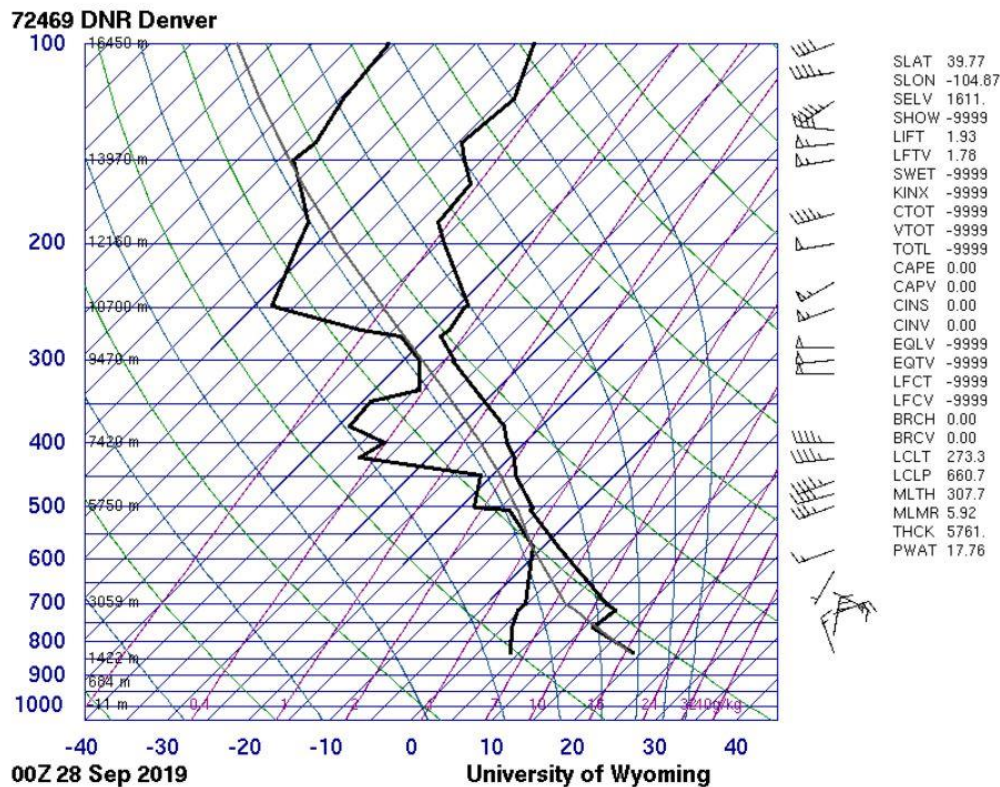 72469 DNR Denver
100
16450 m
13970 m
200
12160 m
10700 m
300
9470 m
400
7420 m
500
5750 m
600
700
3059 m
800
1422 m
900
684 m
1000
-11 m
0.4 1 2 4 7 10 16 24 32 40g/kg
-40 -30 -20 -10 0 10 20 30 40
00Z 28 Sep 2019
University of Wyoming
SLAT 39.77
SLON -104.87
SELV 1611.
SHOW -9999
LIFT 1.93
LFTV 1.78
SWET -9999
KINX -9999
CTOT -9999
VTOT -9999
TOTL -9999
CAPE 0.00
CAPV 0.00
CINS 0.00
CINV 0.00
EQLV -9999
EQTV -9999
LFCT -9999
LFCV -9999
BRCH 0.00
BRCV 0.00
LCLT 273.3
LCLP 660.7
MLTH 307.7
MLMR 5.92
THCK 5761.
PWAT 17.76